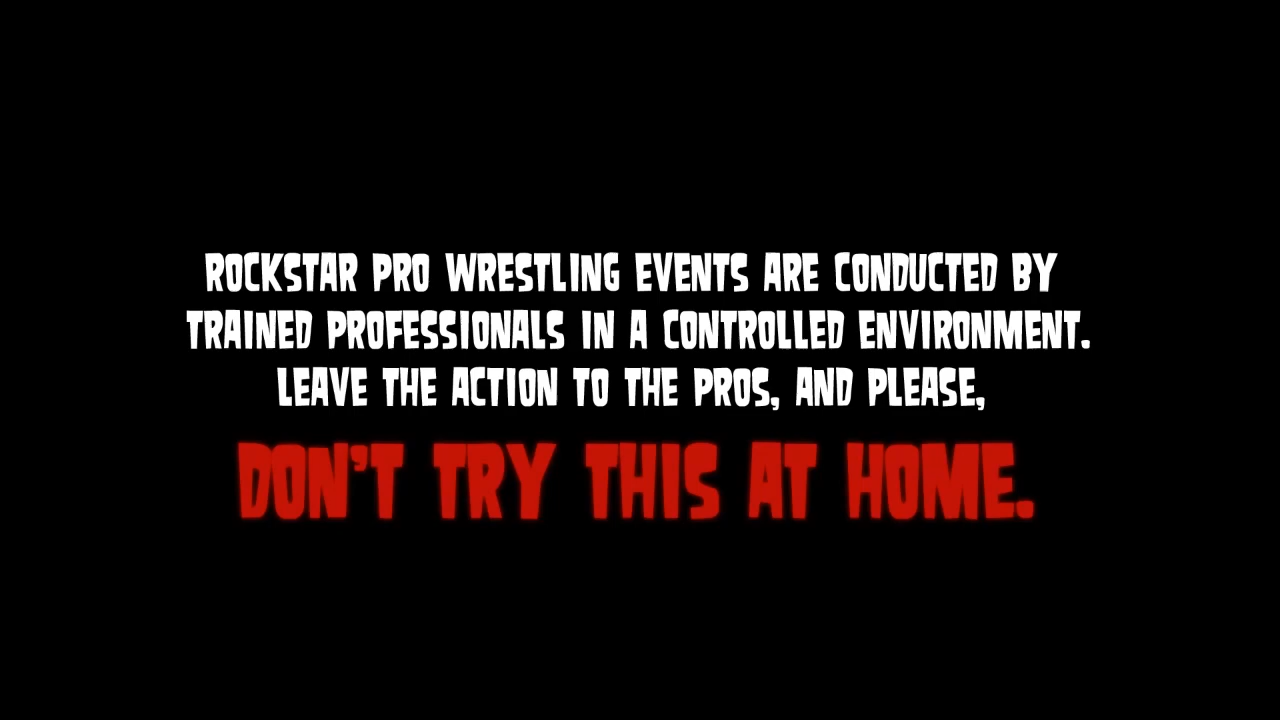 ROCKSTAR PRO WRESTLING EVENTS ARE CONDUCTED BY
TRAINED PROFESSIONALS IN A CONTROLLED ENVIRONMENT.
LEAVE THE ACTION TO THE PROS, AND PLEASE,
DON'T TRY THIS AT HOME.